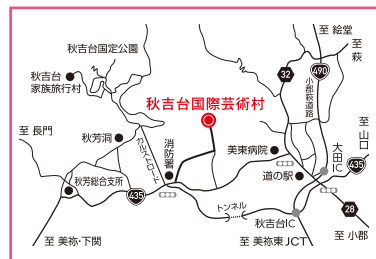 至 絵堂
至 萩
秋吉台国定公園
490
32
小郡萩道路
秋吉台
家族旅行村
秋吉台国際芸術村
至 長門
秋芳洞
カルストロード
消防署
美東病院
大田IC
至 山口
435
道の駅
秋芳総合支所
435
トンネル
秋吉台IC
28
至 小郡
至 美祢・下関
至 美祢東JCT